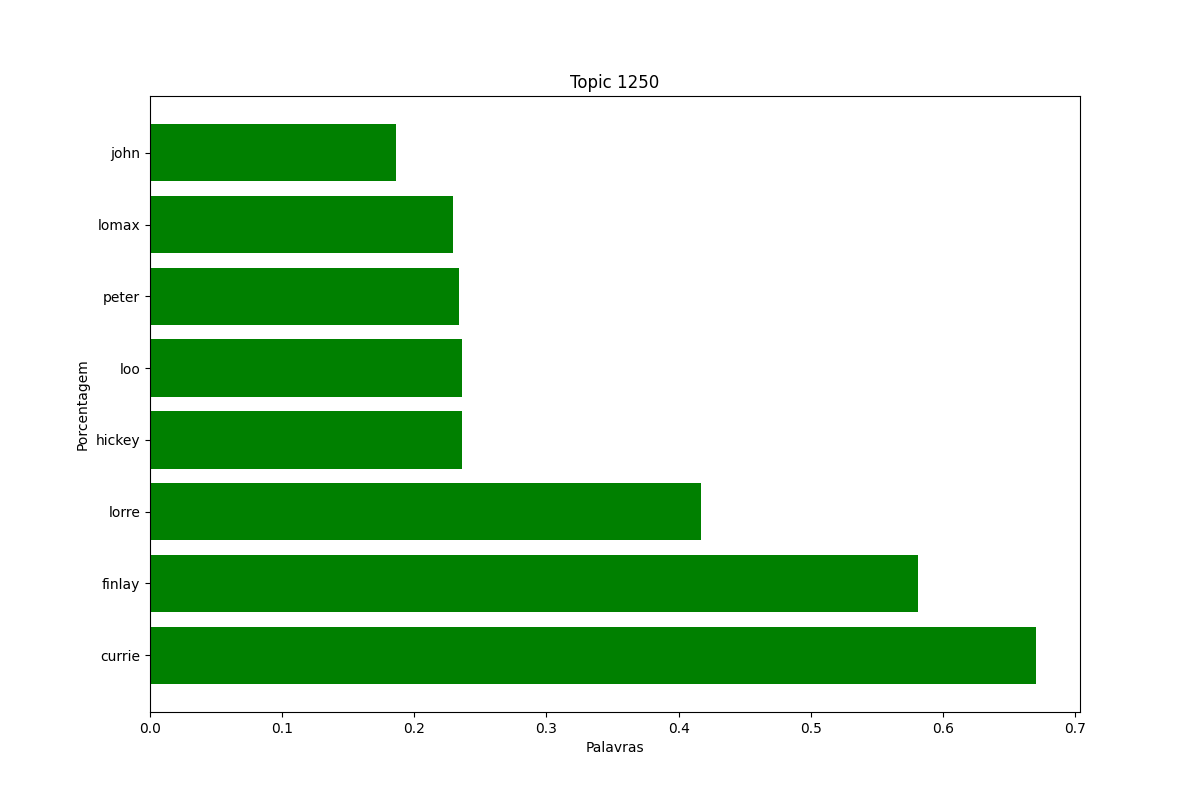 Topic 1250
john
lomax
peter
loo
hickey
lorre
finlay
currie
Porcentagem
0.0 0.1 0.2 0.3 0.4 0.5 0.6 0.7
Palavras